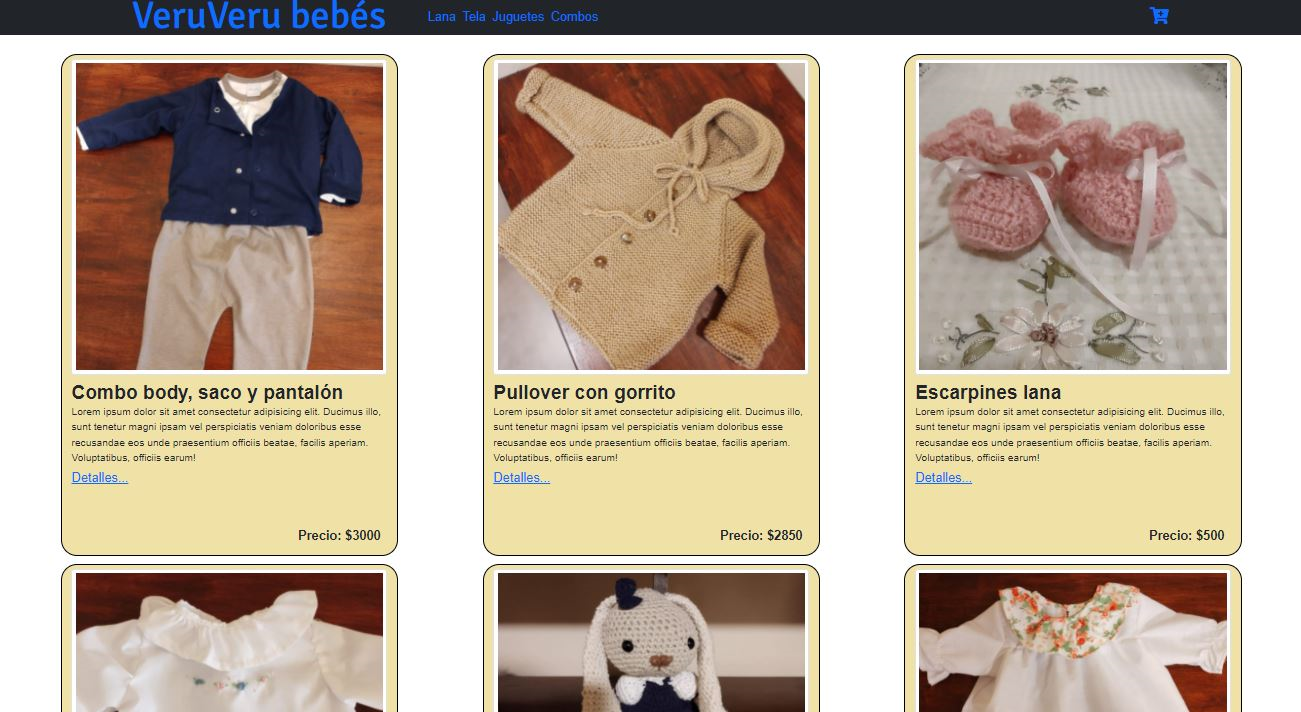 VeruVeru bebés
Lana Tela Juguetes Combos
Combo body, saco y pantalón
Lorem ipsum dolor sit amet consectetur adipisicing elit. Ducimus illo,
sunt tenetur magni ipsam vel perspiciatis veniam doloribus esse
recusandae eos unde praesentium officiis beatae, facilis aperiam.
Voluptatibus, officiis earum!
Detalles...
Precio: $3000
Pullover con gorrito
Lorem ipsum dolor sit amet consectetur adipisicing elit. Ducimus illo,
sunt tenetur magni ipsam vel perspiciatis veniam doloribus esse
recusandae eos unde praesentium officiis beatae, facilis aperiam.
Voluptatibus, officiis earum!
Detalles...
Precio: $2850
Escarpines lana
Lorem ipsum dolor sit amet consectetur adipisicing elit. Ducimus illo,
sunt tenetur magni ipsam vel perspiciatis veniam doloribus esse
recusandae eos unde praesentium officiis beatae, facilis aperiam.
Voluptatibus, officiis earum!
Detalles...
Precio: $500